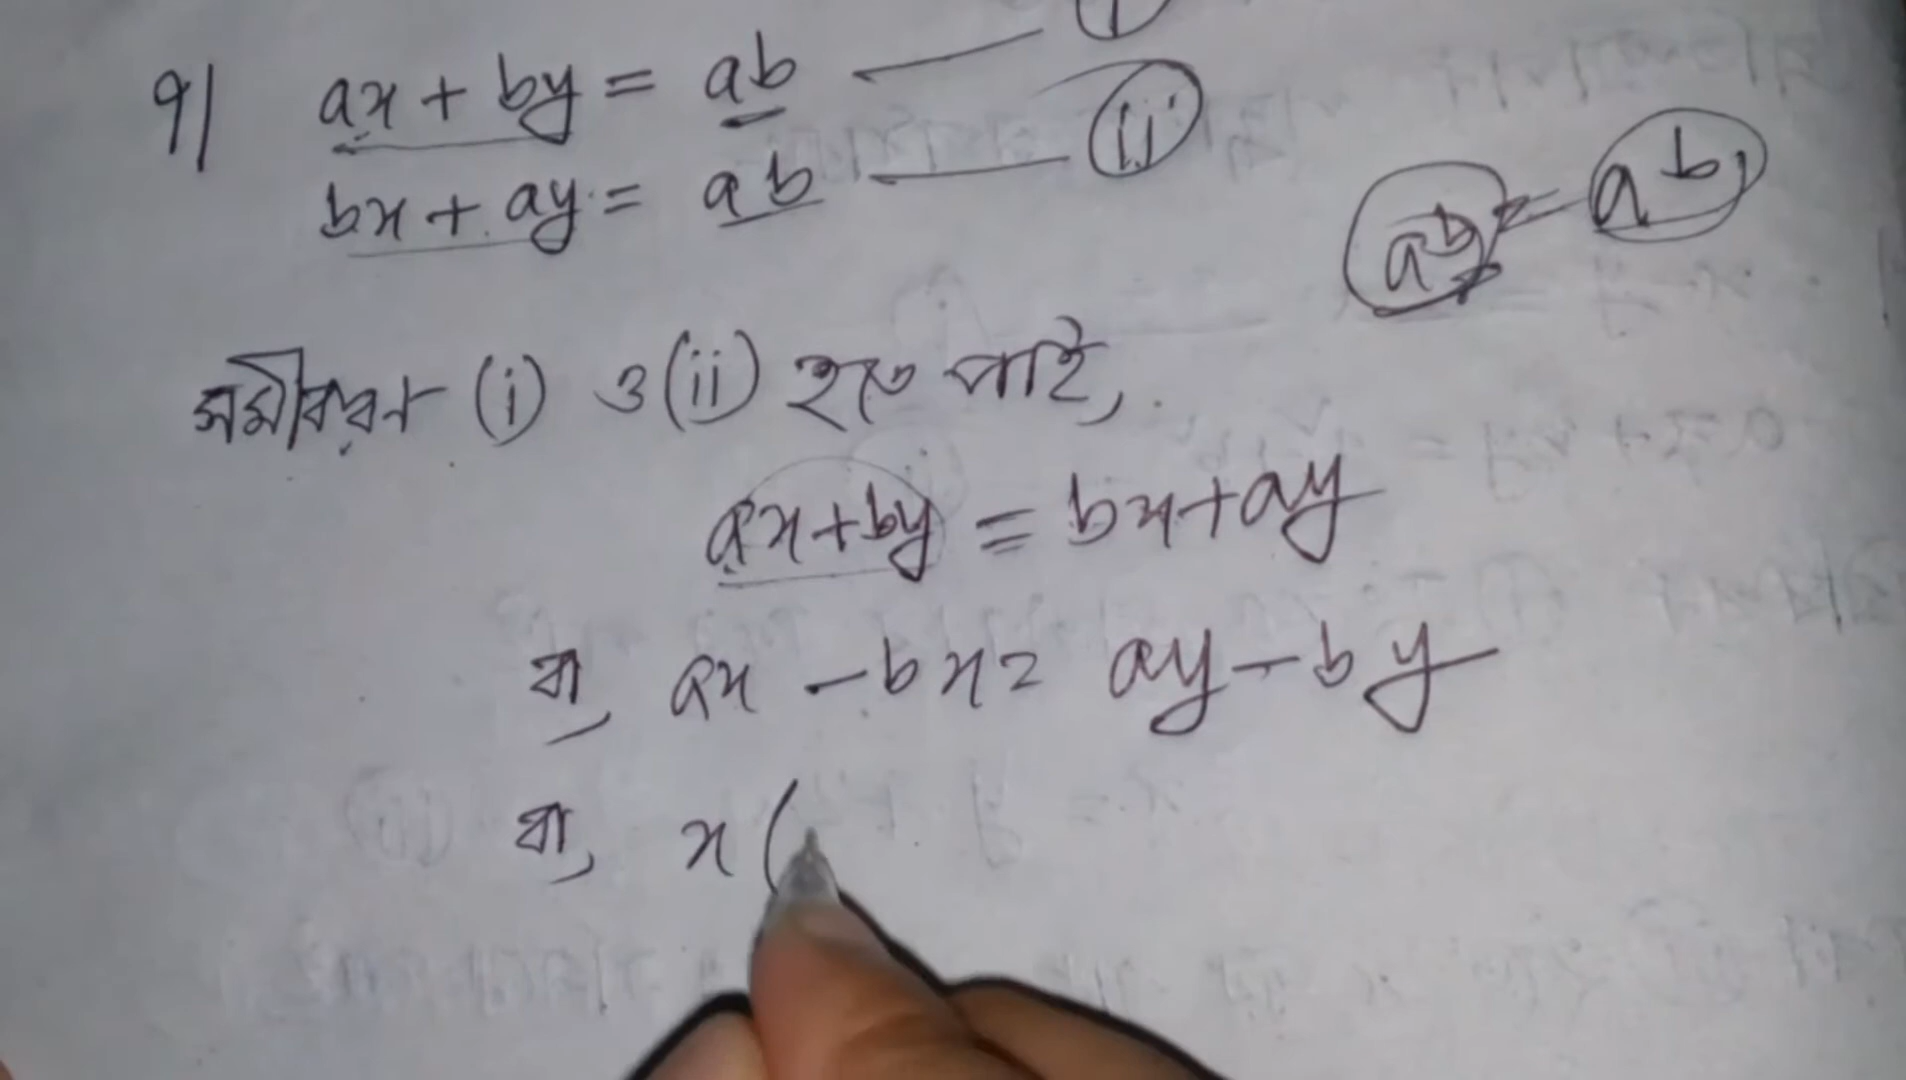 ৭| ax + by = ab — (i)
bx + ay = ab — (ii)
ab = ab,
সমীকরণ (i) ও (ii) হতে পাই,
ax + by = bx + ay
বা, ax - bx = ay - by
বা, x (